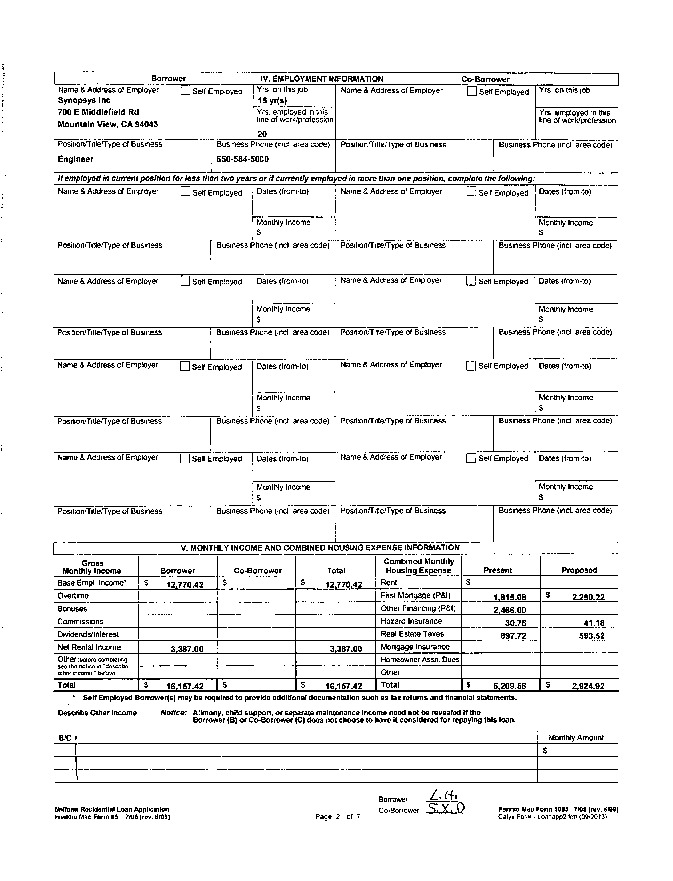 Borrower IV. EMPLOYMENT INFORMATION Co-Borrower
Name & Address of Employer Self Employed Yrs. on this job Name & Address of Employer Self Employed Yrs. on this job
Synopsys Inc 15 yr(s)
700 E Middlefield Rd Yrs. employed in this line of work/profession Yrs. employed in this line of work/profession
Mountain View, CA 94043
20
Position/Title/Type of Business Business Phone (incl. area code) Position/Title/Type of Business Business Phone (incl. area code)
Engineer 650-584-5000
If employed in current position for less than two years or if currently employed in more than one position, complete the following:
Name & Address of Employer Self Employed Dates (from-to) Name & Address of Employer Self Employed Dates (from-to)
Monthly Income Monthly Income
$ $
Position/Title/Type of Business Business Phone (incl. area code) Position/Title/Type of Business Business Phone (incl. area code)
Name & Address of Employer Self Employed Dates (from-to) Name & Address of Employer Self Employed Dates (from-to)
Monthly Income Monthly Income
$ $
Position/Title/Type of Business Business Phone (incl. area code) Position/Title/Type of Business Business Phone (incl. area code)
Name & Address of Employer Self Employed Dates (from-to) Name & Address of Employer Self Employed Dates (from-to)
Monthly Income Monthly Income
$ $
Position/Title/Type of Business Business Phone (incl. area code) Position/Title/Type of Business Business Phone (incl. area code)
Name & Address of Employer Self Employed Dates (from-to) Name & Address of Employer Self Employed Dates (from-to)
Monthly Income Monthly Income
$ $
Position/Title/Type of Business Business Phone (incl. area code) Position/Title/Type of Business Business Phone (incl. area code)
V. MONTHLY INCOME AND COMBINED HOUSING EXPENSE INFORMATION
Gross Monthly Income Borrower Co-Borrower Total Combined Monthly Housing Expense Present Proposed
Base Empl. Income* $ 12,770.42 $ $ 12,770.42 Rent $
Overtime First Mortgage (P&I) $ 2,290.22
Bonuses Other Financing (P&I) 2,466.00
Commissions Hazard Insurance 30.76 41.18
Dividends/Interest Real Estate Taxes 897.72 593.52
Net Rental Income 3,387.00 3,387.00 Mortgage Insurance
Other (before completing, see the notice in "describe other income," below) Homeowner Assn. Dues
Other
Total $ 16,157.42 $ $ 16,157.42 Total $ 5,209.56 $ 2,924.92
* Self Employed Borrower(s) may be required to provide additional documentation such as tax returns and financial statements.
Describe Other Income Notice: Alimony, child support, or separate maintenance income need not be revealed if the
Borrower (B) or Co-Borrower (C) does not choose to have it considered for repaying this loan.
B/C Monthly Amount
$
Borrower L.H.
Co-Borrower S.X.D
Uniform Residential Loan Application Fannie Mae Form 1003 7/05 (rev. 6/09)
Freddie Mac Form 65 7/05 (rev. 6/09) Page 2 of 7 Calyx Form - Loanapp2.frm (09/2013)